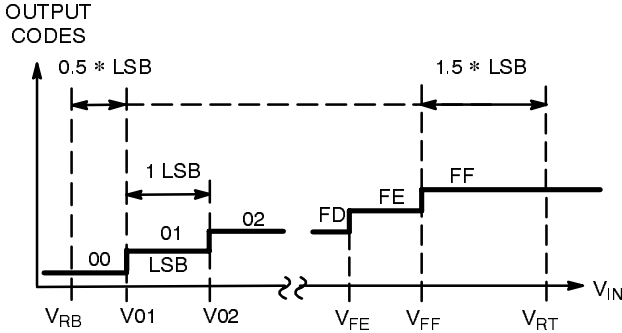 OUTPUT
CODES
0.5 * LSB
1.5 * LSB
1 LSB
FF
FE
FD
02
01
00
LSB
V_RB
V01
V02
V_FE
V_FF
V_RT
V_IN